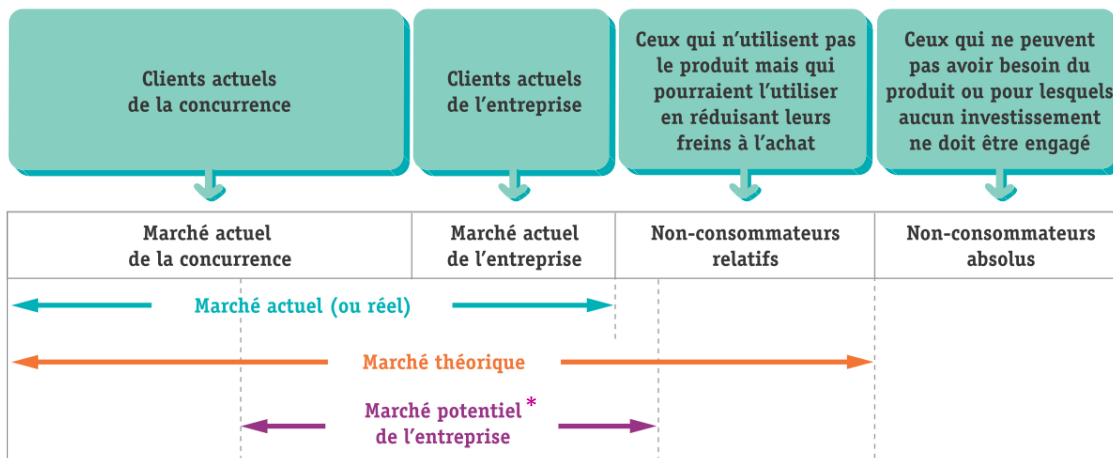 Clients actuels
de la concurrence
Clients actuels
de l'entreprise
Ceux qui n'utilisent pas
le produit mais qui
pourraient l'utiliser
en réduisant leurs
freins à l'achat
Ceux qui ne peuvent
pas avoir besoin du
produit ou pour lesquels
aucun investissement
ne doit être engagé
Marché actuel
de la concurrence
Marché actuel
de l'entreprise
Non-consommateurs
relatifs
Non-consommateurs
absolus
Marché actuel (ou réel)
Marché théorique
Marché potentiel *
de l'entreprise